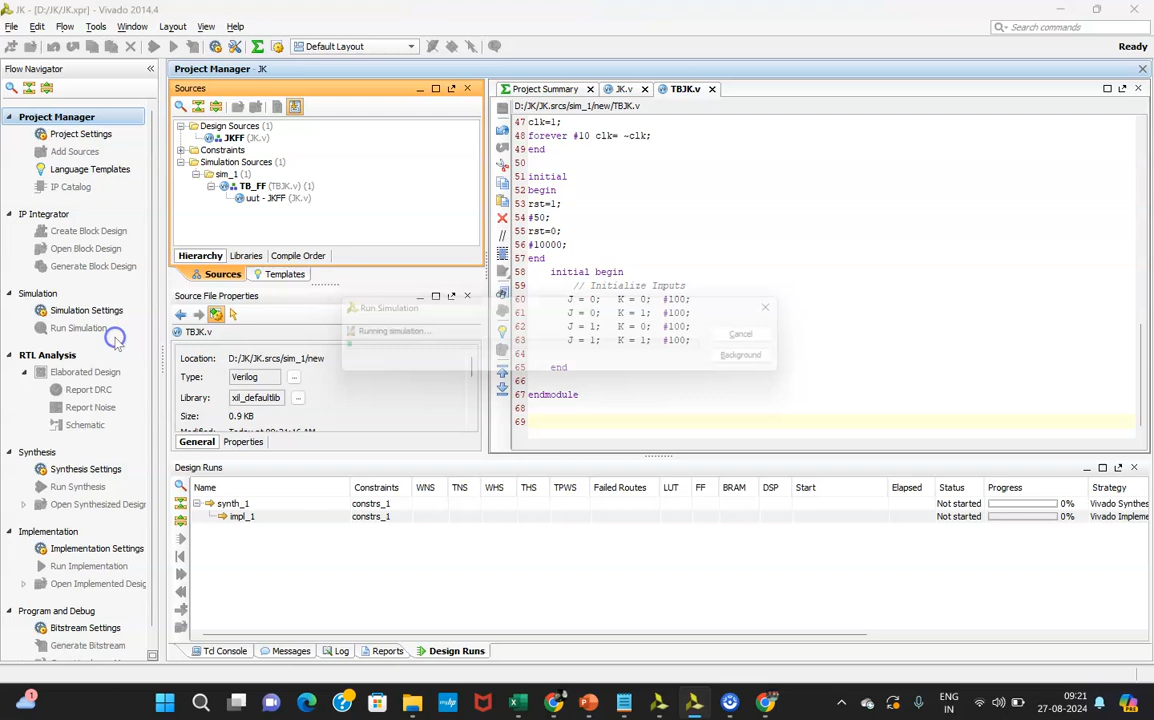 JK - [D:/JK/JK.xpr] - Vivado 2014.4
File Edit Flow Tools Window Layout View Help
Search commands
Default Layout
Ready
Flow Navigator
Project Manager
Project Settings
Add Sources
Language Templates
IP Catalog
IP Integrator
Create Block Design
Open Block Design
Generate Block Design
Simulation
Simulation Settings
Run Simulation
RTL Analysis
Elaborated Design
Report DRC
Report Noise
Schematic
Synthesis
Synthesis Settings
Run Synthesis
Open Synthesized Design
Implementation
Implementation Settings
Run Implementation
Open Implemented Desig
Program and Debug
Bitstream Settings
Generate Bitstream
Project Manager - JK
Sources
Design Sources (1)
JKFF (JK.v)
Constraints
Simulation Sources (1)
sim_1 (1)
TB_FF (TBJK.v) (1)
uut - JKFF (JK.v)
Hierarchy Libraries Compile Order
Sources Templates
Source File Properties
TBJK.v
Location: D:/JK/JK.srcs/sim_1/new
Type: Verilog ...
Library: xil_defaultlib ...
Size: 0.9 KB
General Properties
Project Summary JK.v TBJK.v
D:/JK/JK.srcs/sim_1/new/TBJK.v
47 clk=1;
48 forever #10 clk= ~clk;
49 end
50
51 initial
52 begin
53 rst=1;
54 #50;
55 rst=0;
56 #10000;
57 end
58 initial begin
59 // Initialize Inputs
60 J = 0; K = 0; #100;
61 J = 0; K = 1; #100;
62 J = 1; K = 0; #100;
63 J = 1; K = 1; #100;
64
65 end
66
67 endmodule
68
69
Run Simulation
Running simulation...
Cancel
Background
Design Runs
Name Constraints WNS TNS WHS THS TPWS Failed Routes LUT FF BRAM DSP Start Elapsed Status Progress Strategy
synth_1 constrs_1 Not started 0% Vivado Synthes
impl_1 constrs_1 Not started 0% Vivado Impleme
Tcl Console Messages Log Reports Design Runs
1
ENG
IN
09:21
27-08-2024
PRE